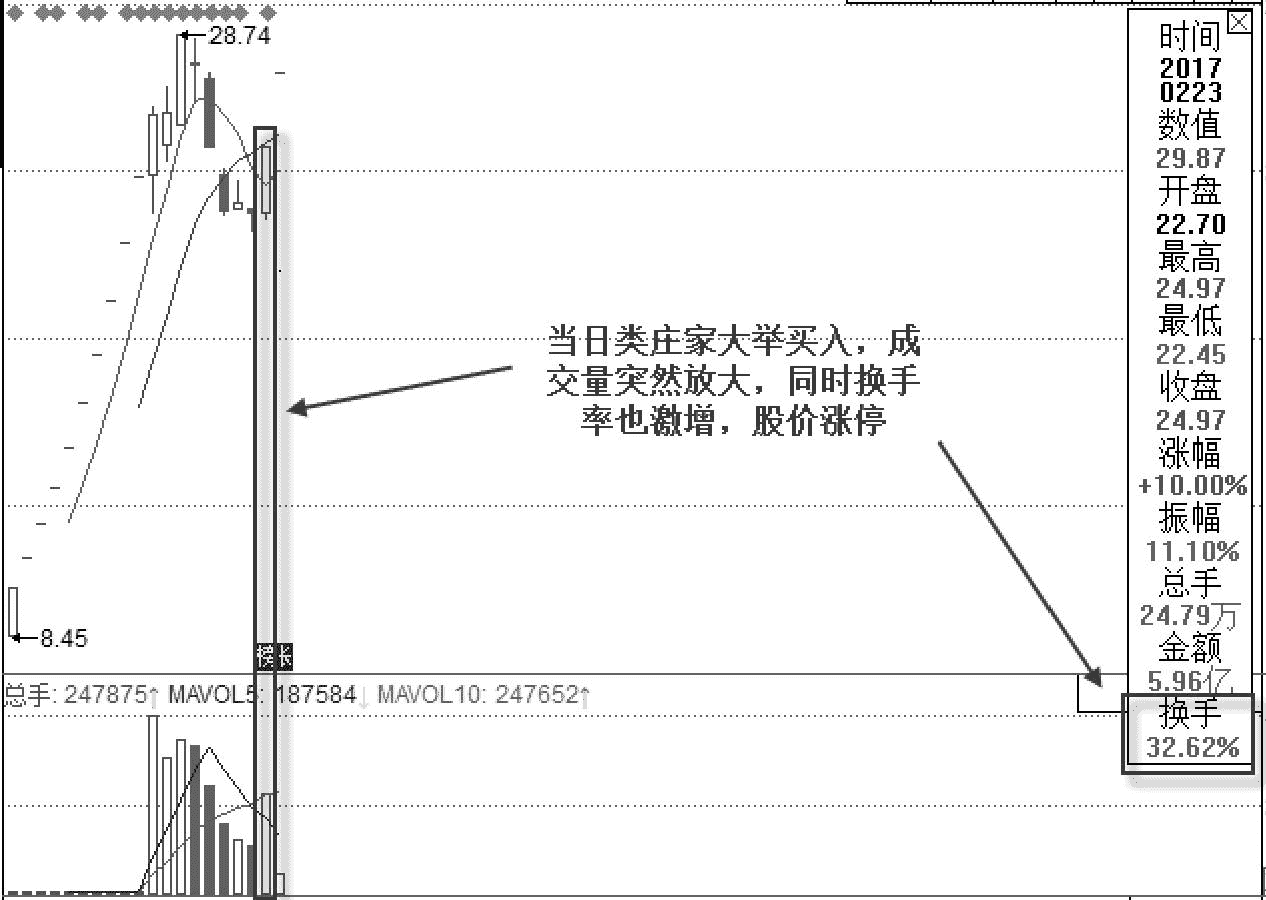 28.74
8.45
当日类庄家大举买入，成
交量突然放大，同时换手
率也激增，股价涨停
榜长
总手: 247875↑ MAVOL5: 187584↓ MAVOL10: 247652↑
时间
2017
0223
数值
29.87
开盘
22.70
最高
24.97
最低
22.45
收盘
24.97
涨幅
+10.00%
振幅
11.10%
总手
24.79万
金额
5.96亿
换手
32.62%